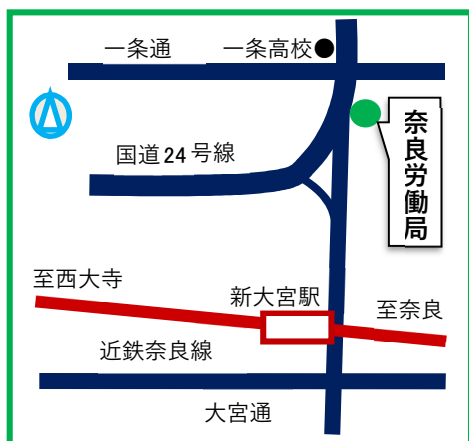 一条通
一条高校
国道24号線
奈良労働局
至西大寺
新大宮駅
至奈良
近鉄奈良線
大宮通